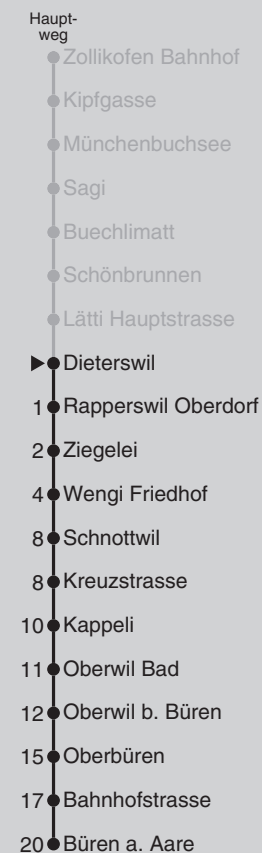 Haupt-
weg
Zollikofen Bahnhof
Kipfgasse
Münchenbuchsee
Sagi
Buechlimatt
Schönbrunnen
Lätti Hauptstrasse
Dieterswil
1 Rapperswil Oberdorf
2 Ziegelei
4 Wengi Friedhof
8 Schnottwil
8 Kreuzstrasse
10 Kappeli
11 Oberwil Bad
12 Oberwil b. Büren
15 Oberbüren
17 Bahnhofstrasse
20 Büren a. Aare